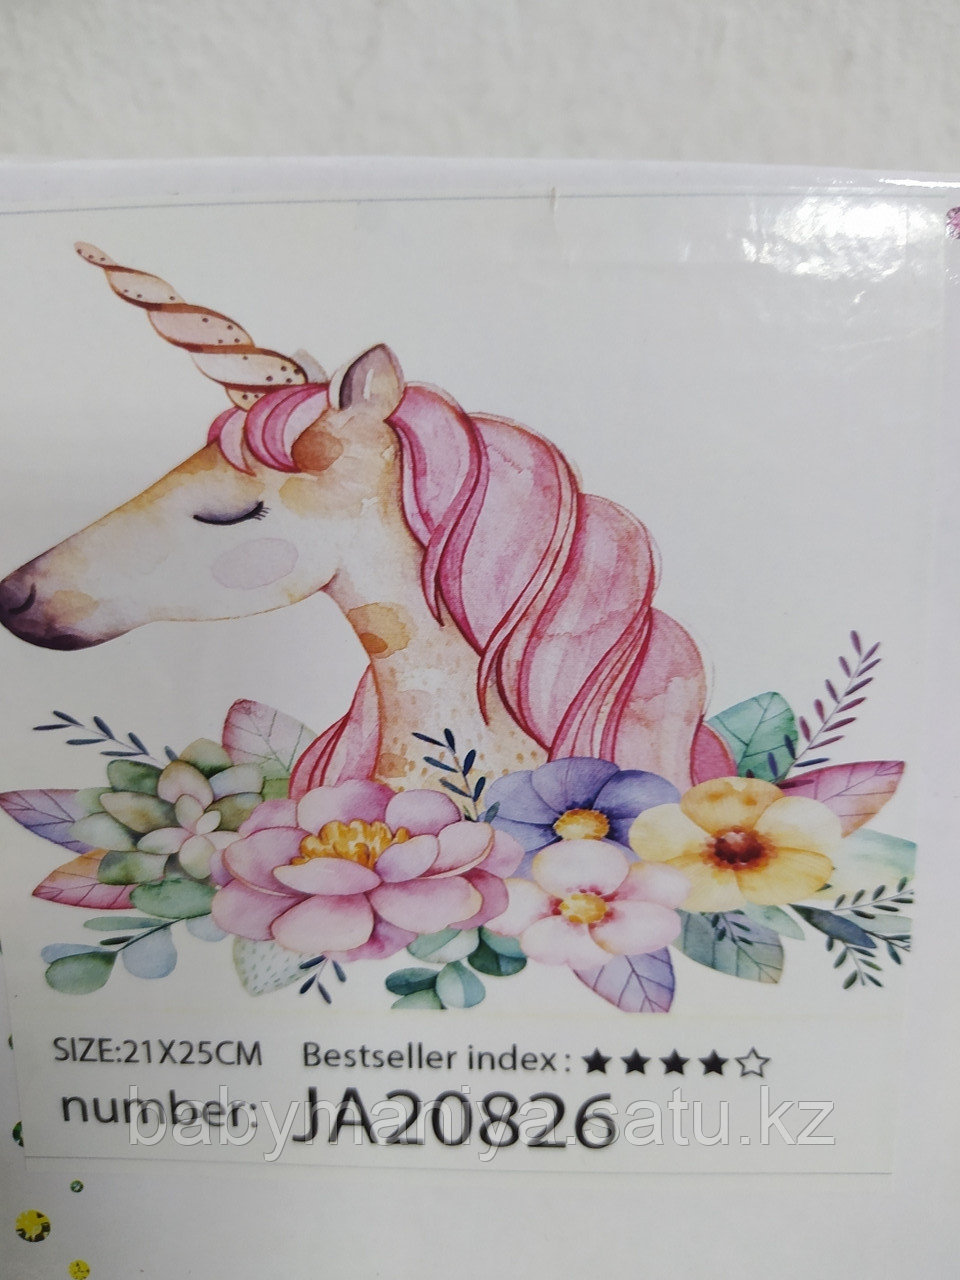 SIZE:21X25CM Bestseller index : ★★★★☆
number: JA20826
babymaniya.satu.kz